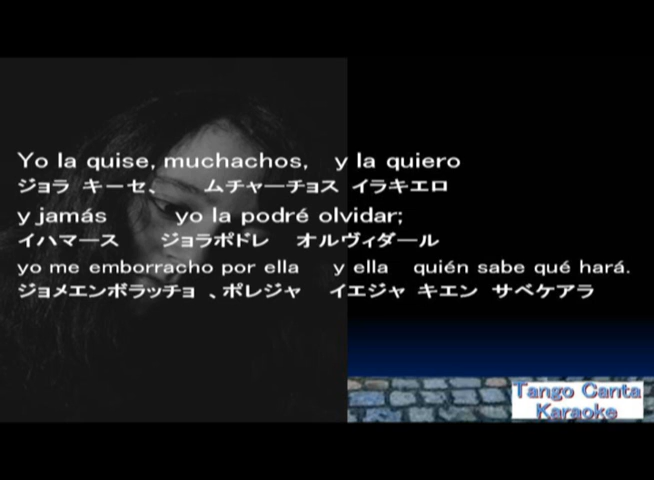 Yo la quise, muchachos, y la quiero
ジョラ キーセ、 ムチャーチョス イラキエロ
y jamás yo la podré olvidar;
イハマース ジョラポドレ オルヴィダール
yo me emborracho por ella y ella quién sabe qué hará.
ジョメエンボラッチョ 、ポレジャ イエジャ キエン サベケアラ
Tango Canta
Karaoke